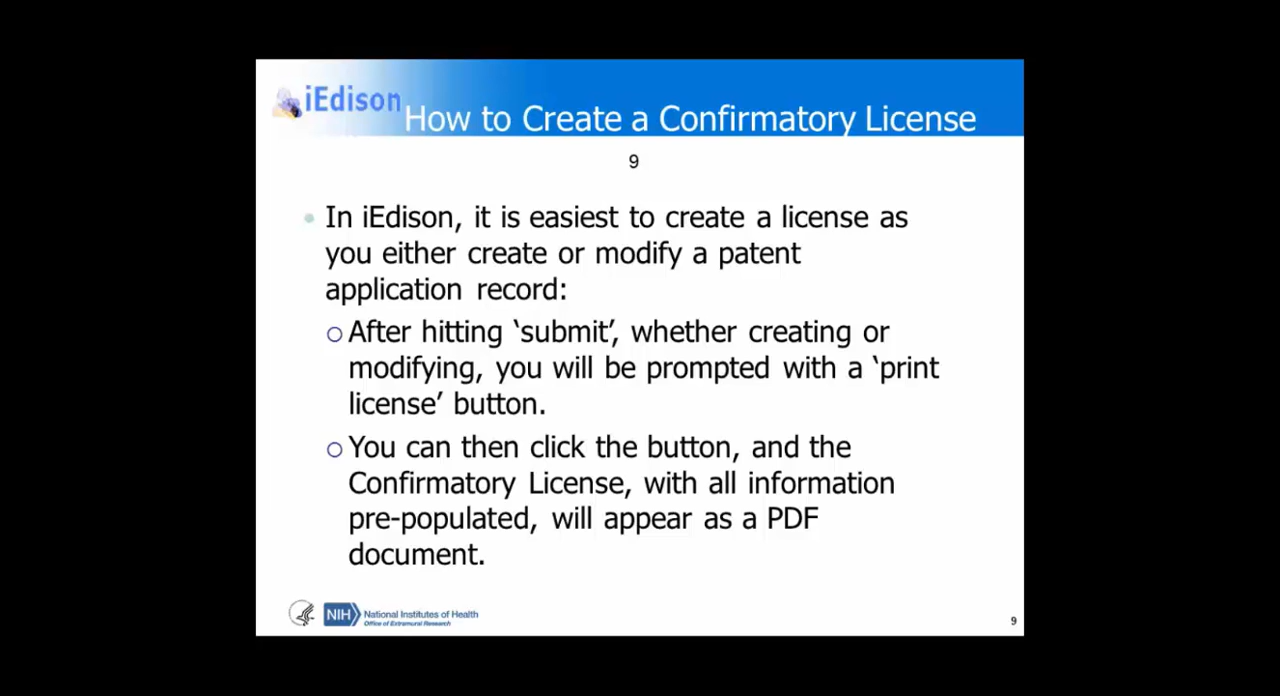 iEdison
How to Create a Confirmatory License
9
In iEdison, it is easiest to create a license as
you either create or modify a patent
application record:
After hitting ‘submit’, whether creating or
modifying, you will be prompted with a ‘print
license’ button.
You can then click the button, and the
Confirmatory License, with all information
pre-populated, will appear as a PDF
document.
NIH National Institutes of Health
Office of Extramural Research
9